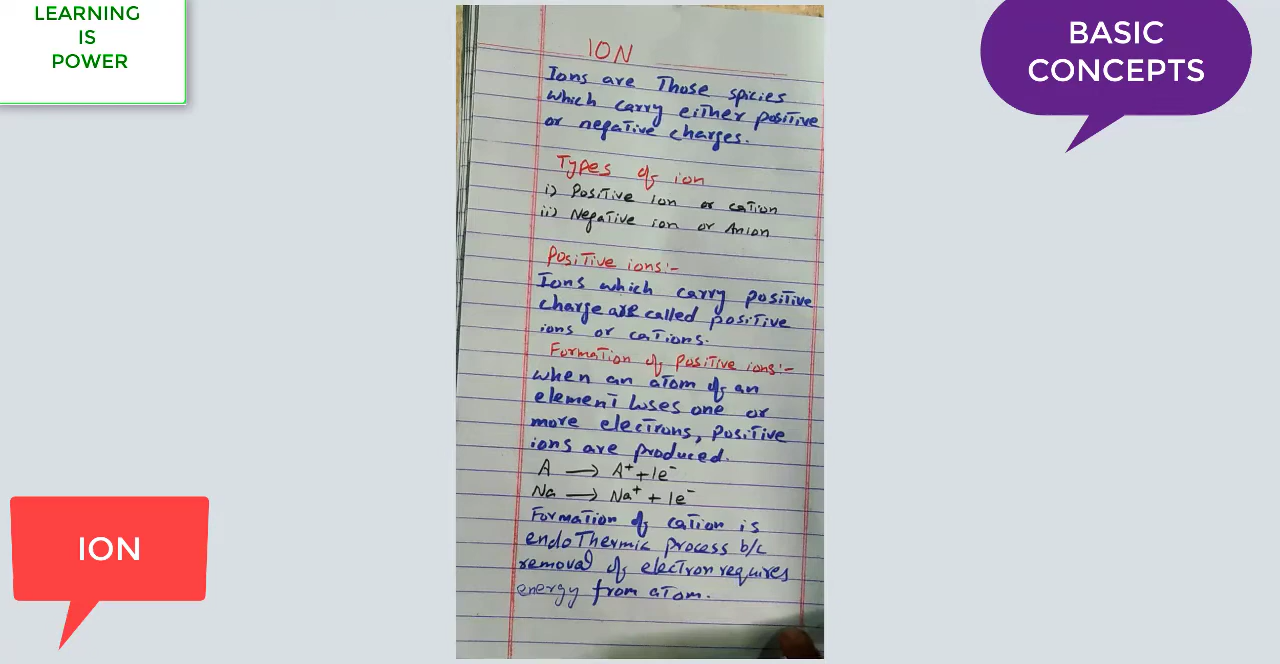 LEARNING
IS
POWER
BASIC
CONCEPTS
ION
Ions are Those spicies
which carry either positive
or negative charges.
Types of ion
i) Positive ion or cation
ii) Negative ion or Anion
Positive ions:-
Ions which carry positive
charge are called positive
ions or cations.
Formation of positive ions:-
when an atom of an
element loses one or
more electrons, positive
ions are produced.
A → A⁺ + 1e⁻
Na → Na⁺ + 1e⁻
Formation of cation is
endothermic process b/c
removal of electron requires
energy from atom.
ION